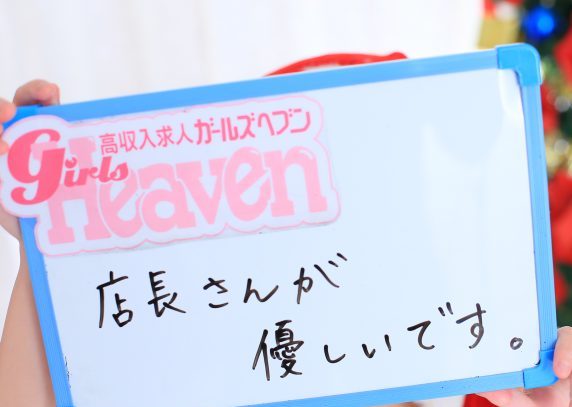 高収入求人ガールズヘブン
Girls
Heaven
店長さんが
優しいです。